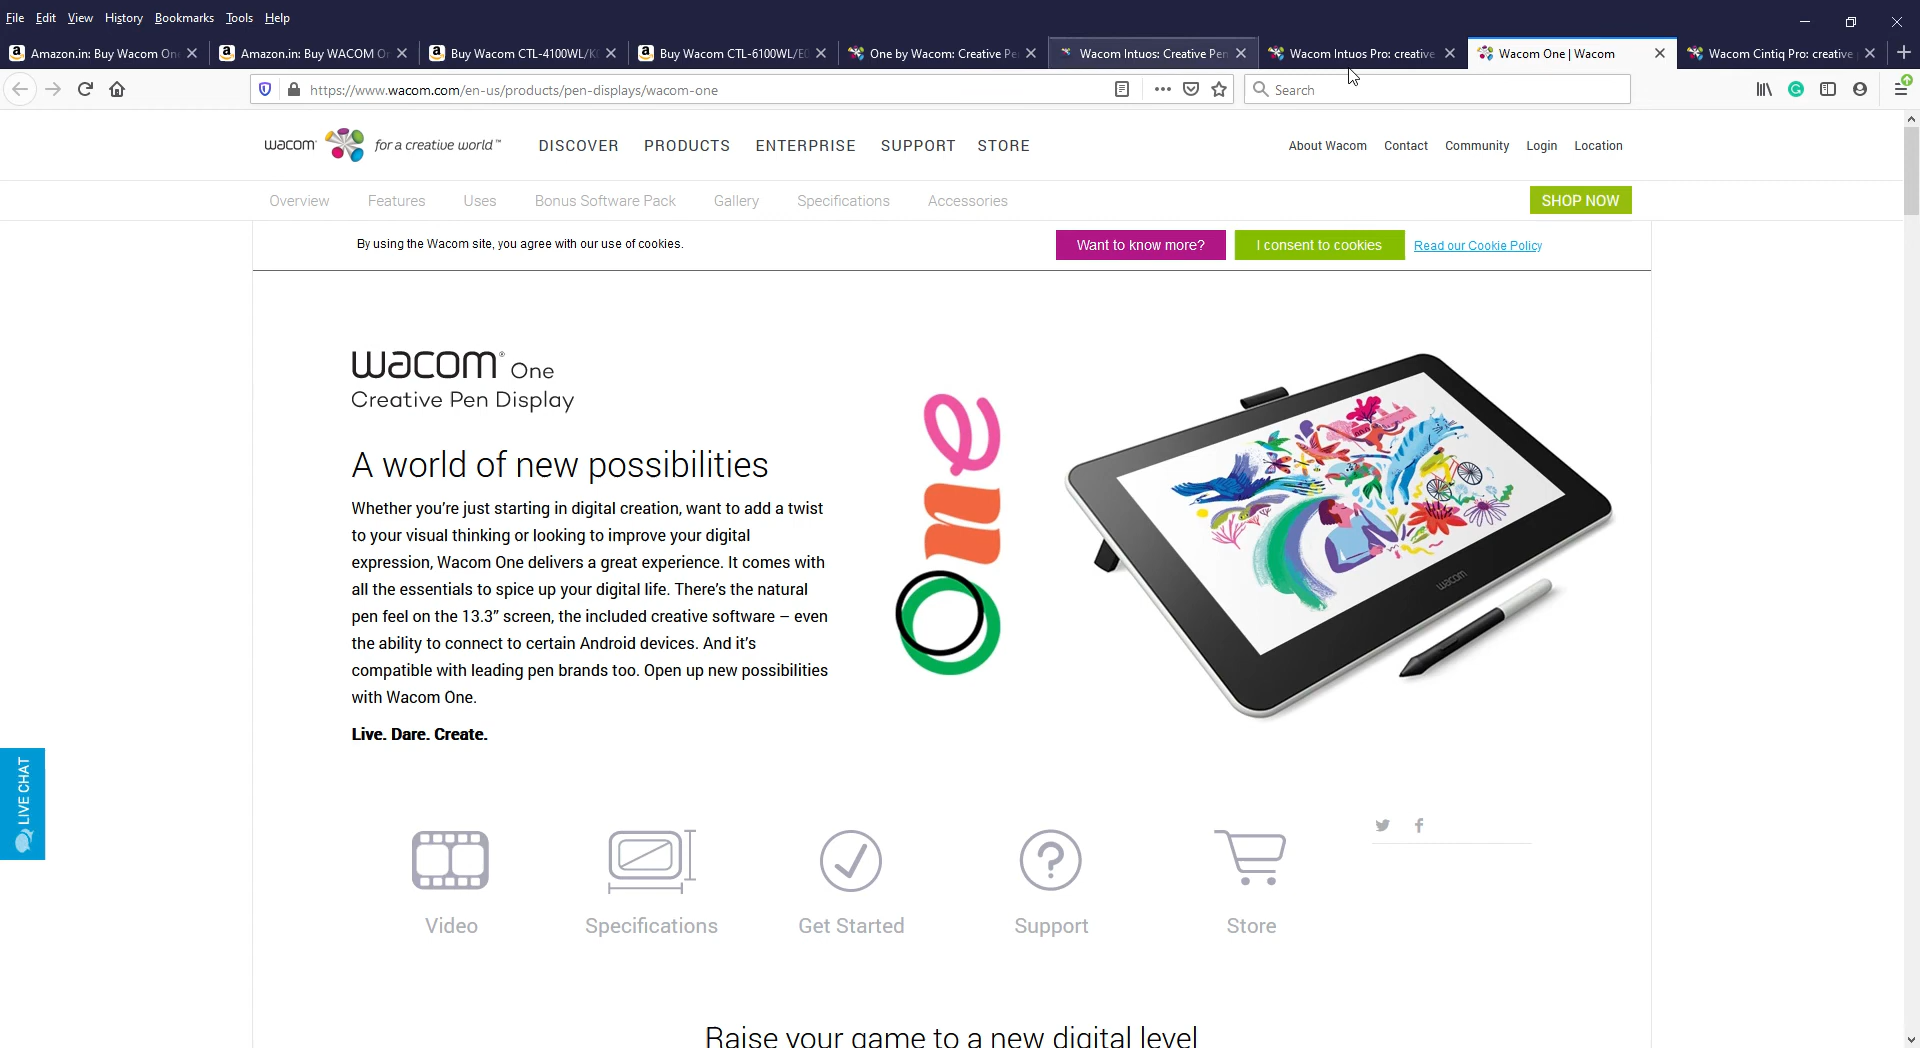 File Edit View History Bookmarks Tools Help
Amazon.in: Buy Wacom On
Amazon.in: Buy WACOM O
Buy Wacom CTL-4100WL/K
Buy Wacom CTL-6100WL/E
One by Wacom: Creative Pe
Wacom Intuos: Creative Pen
Wacom Intuos Pro: creative
Wacom One | Wacom
Wacom Cintiq Pro: creative
https://www.wacom.com/en-us/products/pen-displays/wacom-one
Search
wacom for a creative world™
DISCOVER PRODUCTS ENTERPRISE SUPPORT STORE
About Wacom Contact Community Login Location
Overview Features Uses Bonus Software Pack Gallery Specifications Accessories
SHOP NOW
By using the Wacom site, you agree with our use of cookies.
Want to know more? I consent to cookies Read our Cookie Policy
wacom® One
Creative Pen Display
A world of new possibilities
Whether you're just starting in digital creation, want to add a twist
to your visual thinking or looking to improve your digital
expression, Wacom One delivers a great experience. It comes with
all the essentials to spice up your digital life. There's the natural
pen feel on the 13.3” screen, the included creative software – even
the ability to connect to certain Android devices. And it's
compatible with leading pen brands too. Open up new possibilities
with Wacom One.
Live. Dare. Create.
one
wacom
LIVE CHAT
Video Specifications Get Started Support Store
Raise your game to a new digital level